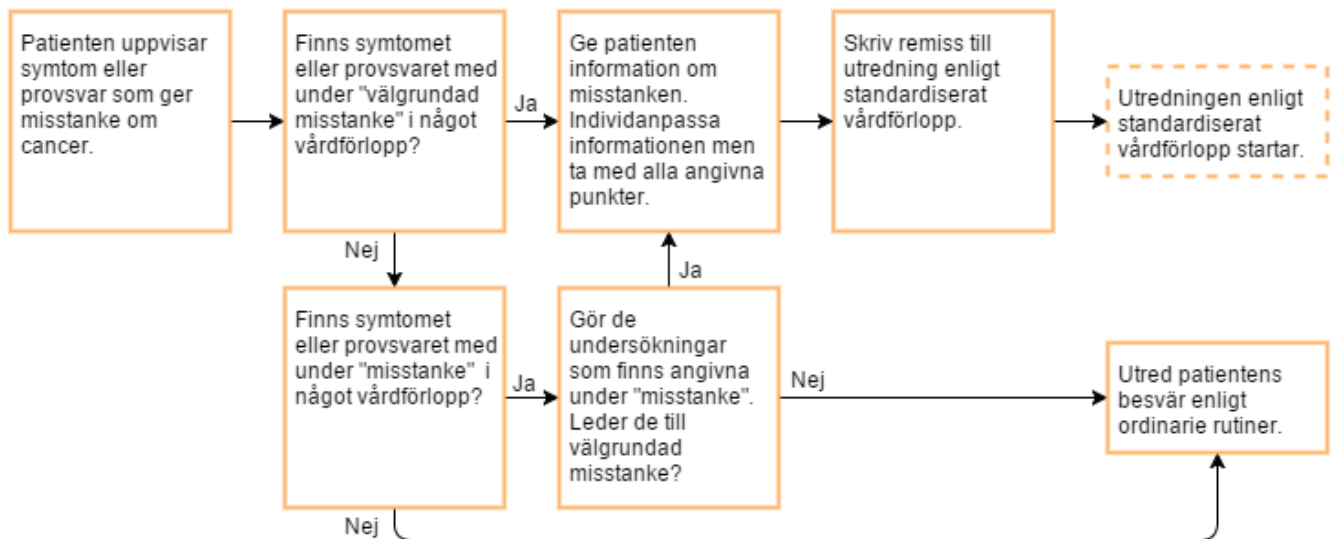 Patienten uppvisar
symtom eller
provsvar som ger
misstanke om
cancer.
Finns symtomet
eller provsvaret med
under "välgrundad
misstanke" i något
vårdförlopp?
Ja
Ge patienten
information om
misstanken.
Individanpassa
informationen men
ta med alla angivna
punkter.
Skriv remiss till
utredning enligt
standardiserat
vårdförlopp.
Utredningen enligt
standardiserat
vårdförlopp startar.
Nej
Ja
Finns symtomet
eller provsvaret med
under "misstanke" i
något vårdförlopp?
Ja
Gör de
undersökningar
som finns angivna
under "misstanke".
Leder de till
välgrundad
misstanke?
Nej
Utred patientens
besvär enligt
ordinarie rutiner.
Nej